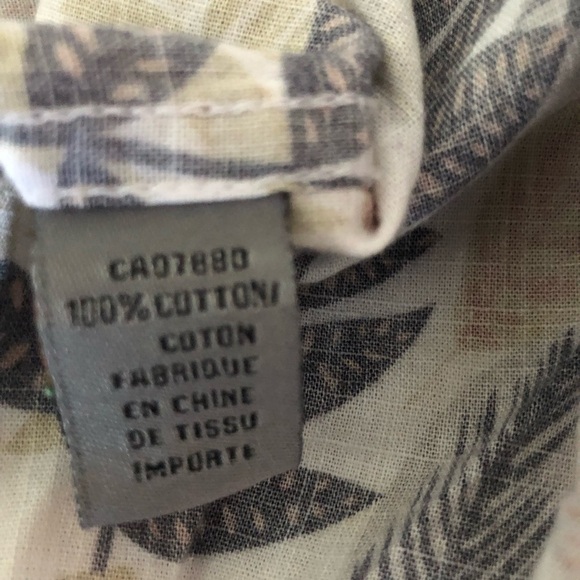 CA07880
100% COTTON/
COTON
FABRIQUE
EN CHINE
DE TISSU
IMPORTE